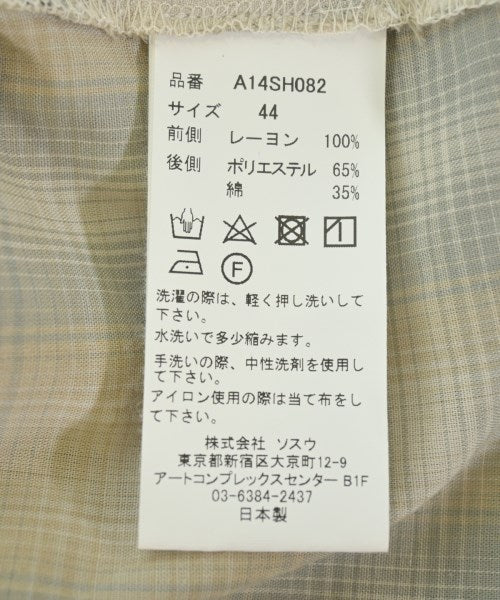 品番 A14SH082
サイズ 44
前側 レーヨン 100%
後側 ポリエステル 65%
綿 35%
F
洗濯の際は、軽く押し洗いして
下さい。
水洗いで多少縮みます。
手洗いの際、中性洗剤を使用し
て下さい。
アイロン使用の際は当て布をし
て下さい。
株式会社 ソスウ
東京都新宿区大京町12-9
アートコンプレックスセンター B1F
03-6384-2437
日本製